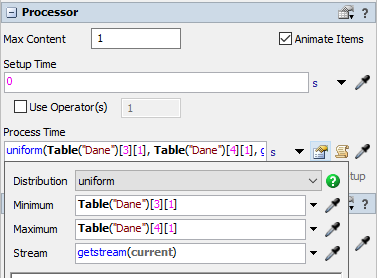 Processor
?
Max Content 1 Animate Items
Setup Time
0 s
Use Operator(s) 1
Process Time
uniform(Table("Dane")[3][1], Table("Dane")[4][1], g s
Distribution uniform ?
tup
Minimum Table("Dane")[3][1]
?
Maximum Table("Dane")[4][1]
Stream getstream(current)